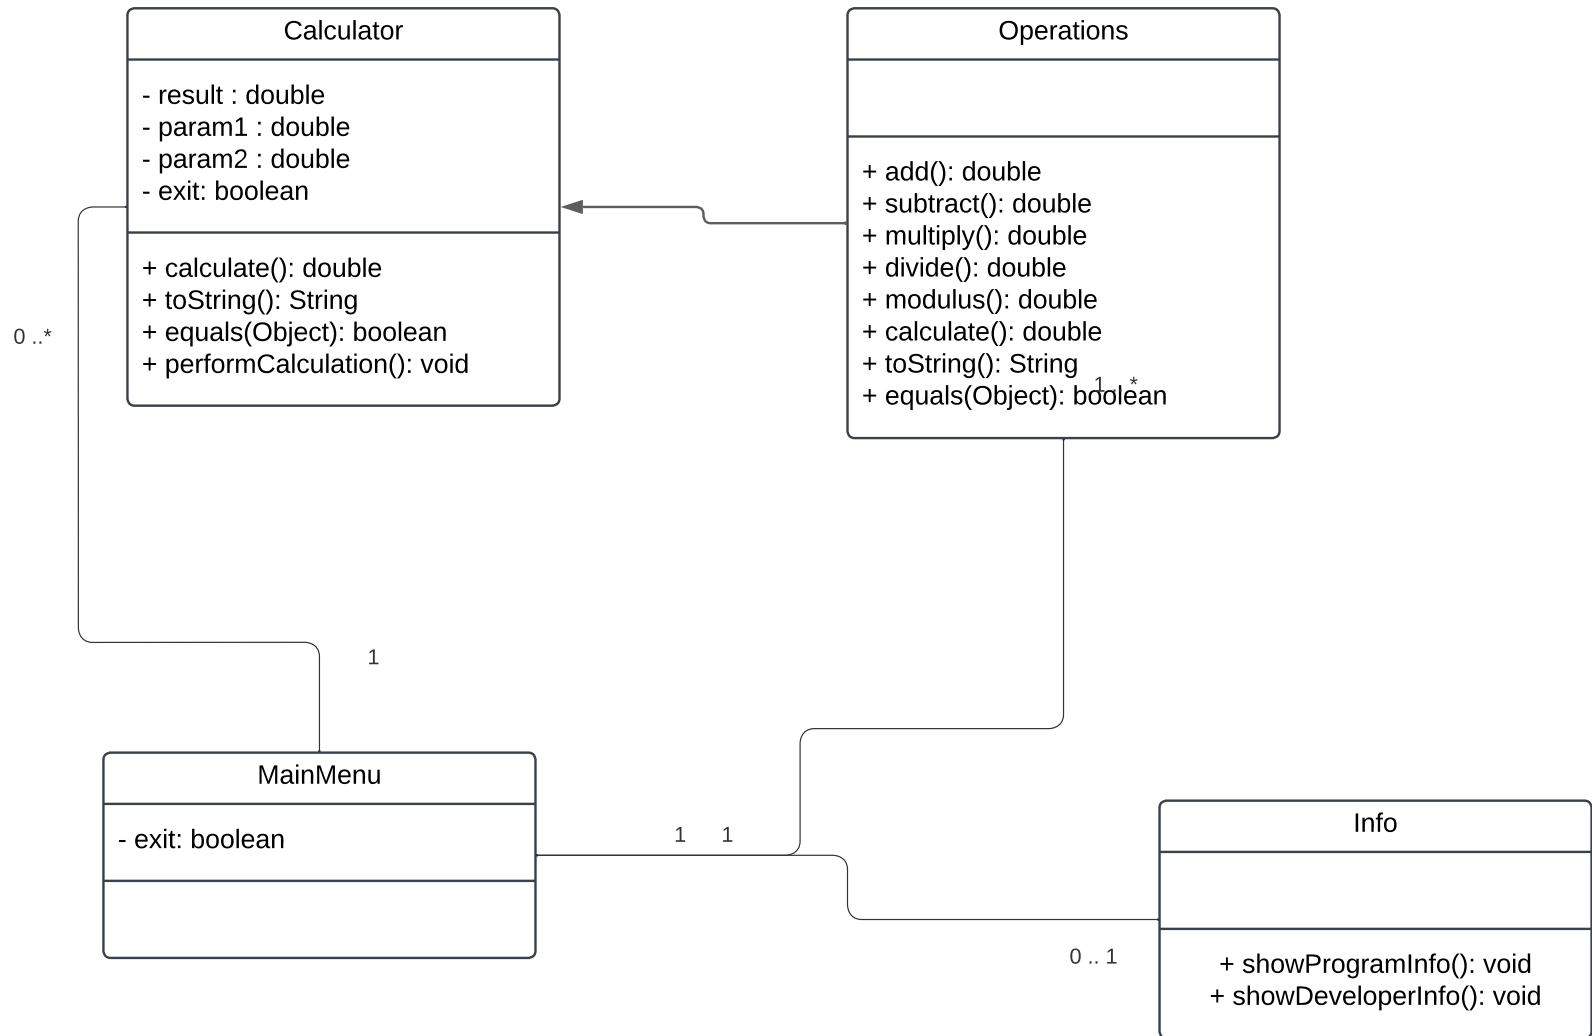 Calculator
- result : double
- param1 : double
- param2 : double
- exit: boolean
+ calculate(): double
+ toString(): String
+ equals(Object): boolean
+ performCalculation(): void
Operations
+ add(): double
+ subtract(): double
+ multiply(): double
+ divide(): double
+ modulus(): double
+ calculate(): double
+ toString(): String
+ equals(Object): boolean
1 .. *
0 ..*
1
MainMenu
- exit: boolean
1
1
0 .. 1
Info
+ showProgramInfo(): void
+ showDeveloperInfo(): void